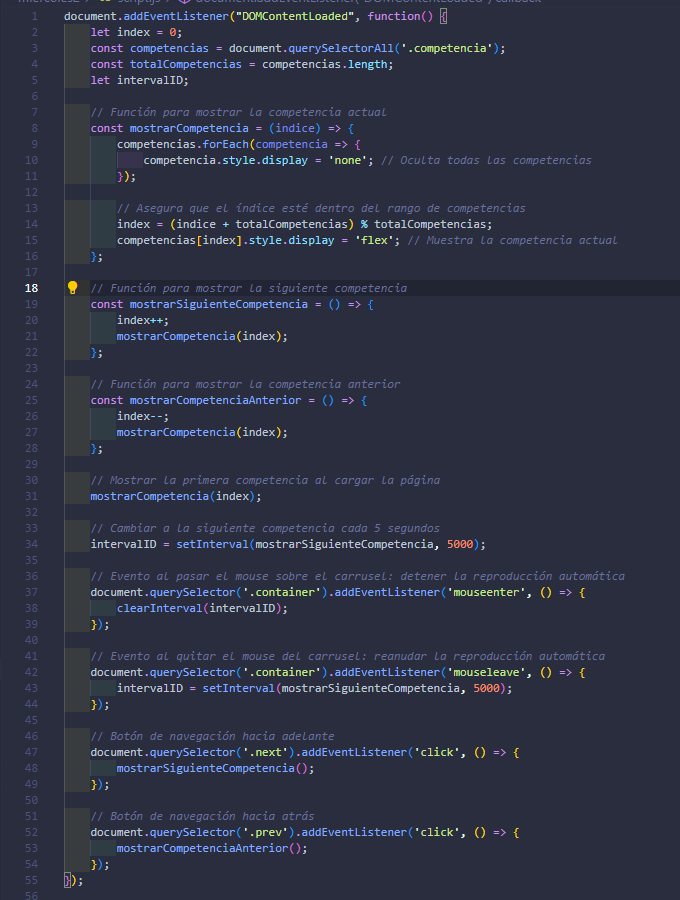 script.js
document.addEventListener("DOMContentLoaded") callback
1 document.addEventListener("DOMContentLoaded", function() {
2 let index = 0;
3 const competencias = document.querySelectorAll('.competencia');
4 const totalCompetencias = competencias.length;
5 let intervalID;
6
7 // Función para mostrar la competencia actual
8 const mostrarCompetencia = (indice) => {
9 competencias.forEach(competencia => {
10 competencia.style.display = 'none'; // Oculta todas las competencias
11 });
12
13 // Asegura que el índice esté dentro del rango de competencias
14 index = (indice + totalCompetencias) % totalCompetencias;
15 competencias[index].style.display = 'flex'; // Muestra la competencia actual
16 };
17
18 // Función para mostrar la siguiente competencia
19 const mostrarSiguienteCompetencia = () => {
20 index++;
21 mostrarCompetencia(index);
22 };
23
24 // Función para mostrar la competencia anterior
25 const mostrarCompetenciaAnterior = () => {
26 index--;
27 mostrarCompetencia(index);
28 };
29
30 // Mostrar la primera competencia al cargar la página
31 mostrarCompetencia(index);
32
33 // Cambiar a la siguiente competencia cada 5 segundos
34 intervalID = setInterval(mostrarSiguienteCompetencia, 5000);
35
36 // Evento al pasar el mouse sobre el carrusel: detener la reproducción automática
37 document.querySelector('.container').addEventListener('mouseenter', () => {
38 clearInterval(intervalID);
39 });
40
41 // Evento al quitar el mouse del carrusel: reanudar la reproducción automática
42 document.querySelector('.container').addEventListener('mouseleave', () => {
43 intervalID = setInterval(mostrarSiguienteCompetencia, 5000);
44 });
45
46 // Botón de navegación hacia adelante
47 document.querySelector('.next').addEventListener('click', () => {
48 mostrarSiguienteCompetencia();
49 });
50
51 // Botón de navegación hacia atrás
52 document.querySelector('.prev').addEventListener('click', () => {
53 mostrarCompetenciaAnterior();
54 });
55 });
56